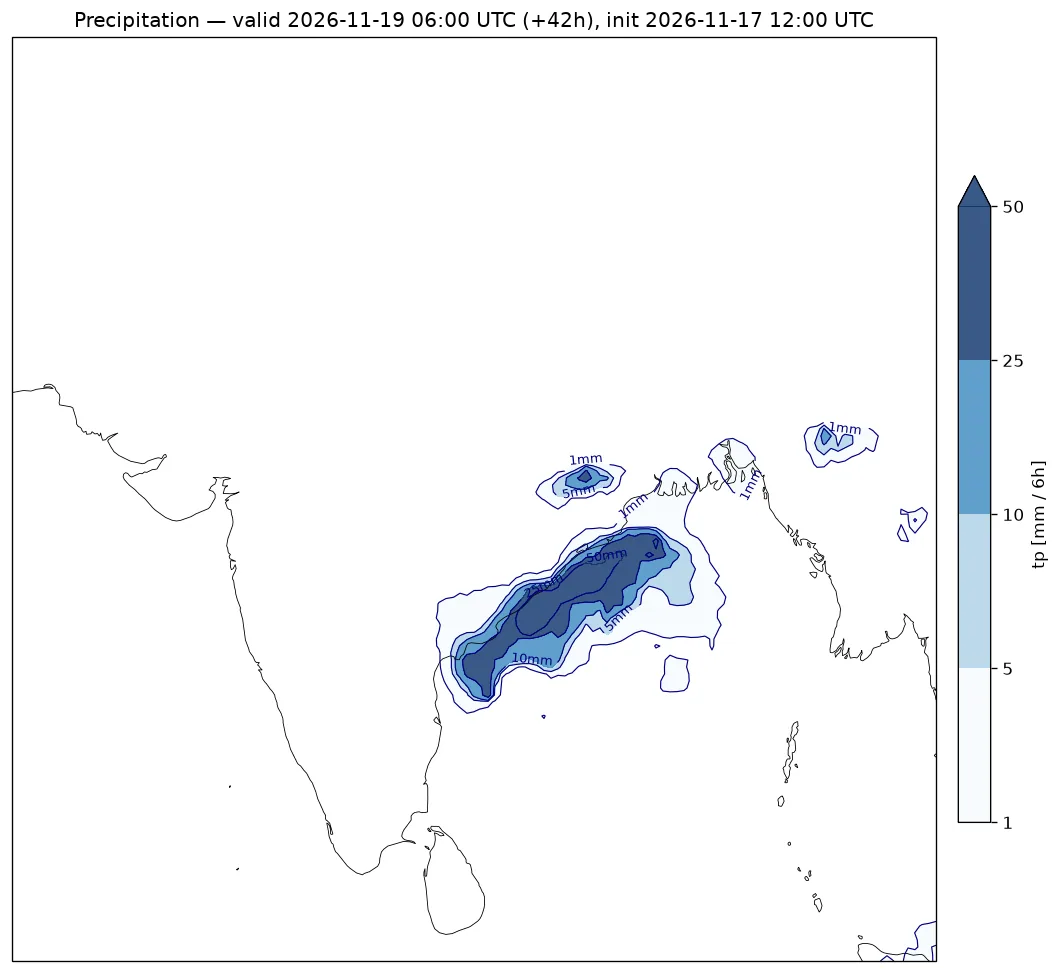 Precipitation — valid 2026-11-19 06:00 UTC (+42h), init 2026-11-17 12:00 UTC
50
25
10
5
1
tp [mm / 6h]
1mm
1mm
5mm
1mm
1mm
50mm
25mm
5mm
10mm